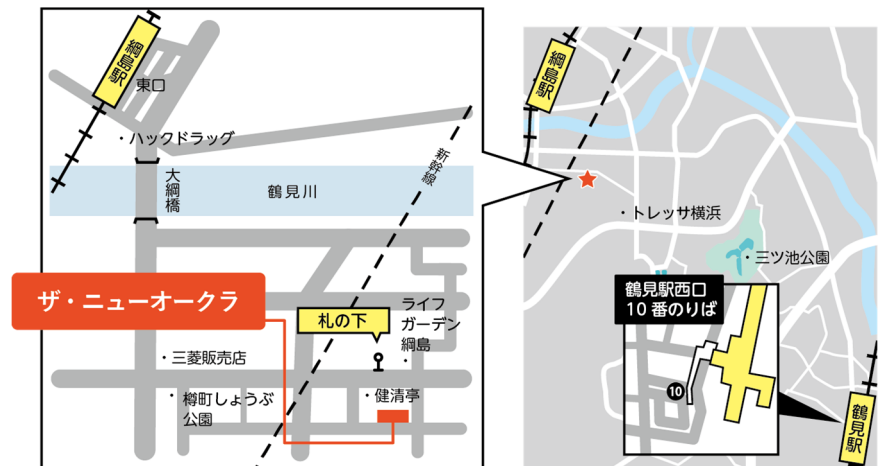 綱島駅
東口
・ハックドラッグ
大綱橋
鶴見川
新幹線
ザ・ニューオークラ
札の下
ライフ
ガーデン
綱島
・
・三菱販売店
・樽町しょうぶ
公園
・健清亭
綱島駅
・トレッサ横浜
・三ツ池公園
鶴見駅西口
10番のりば
10
鶴見駅